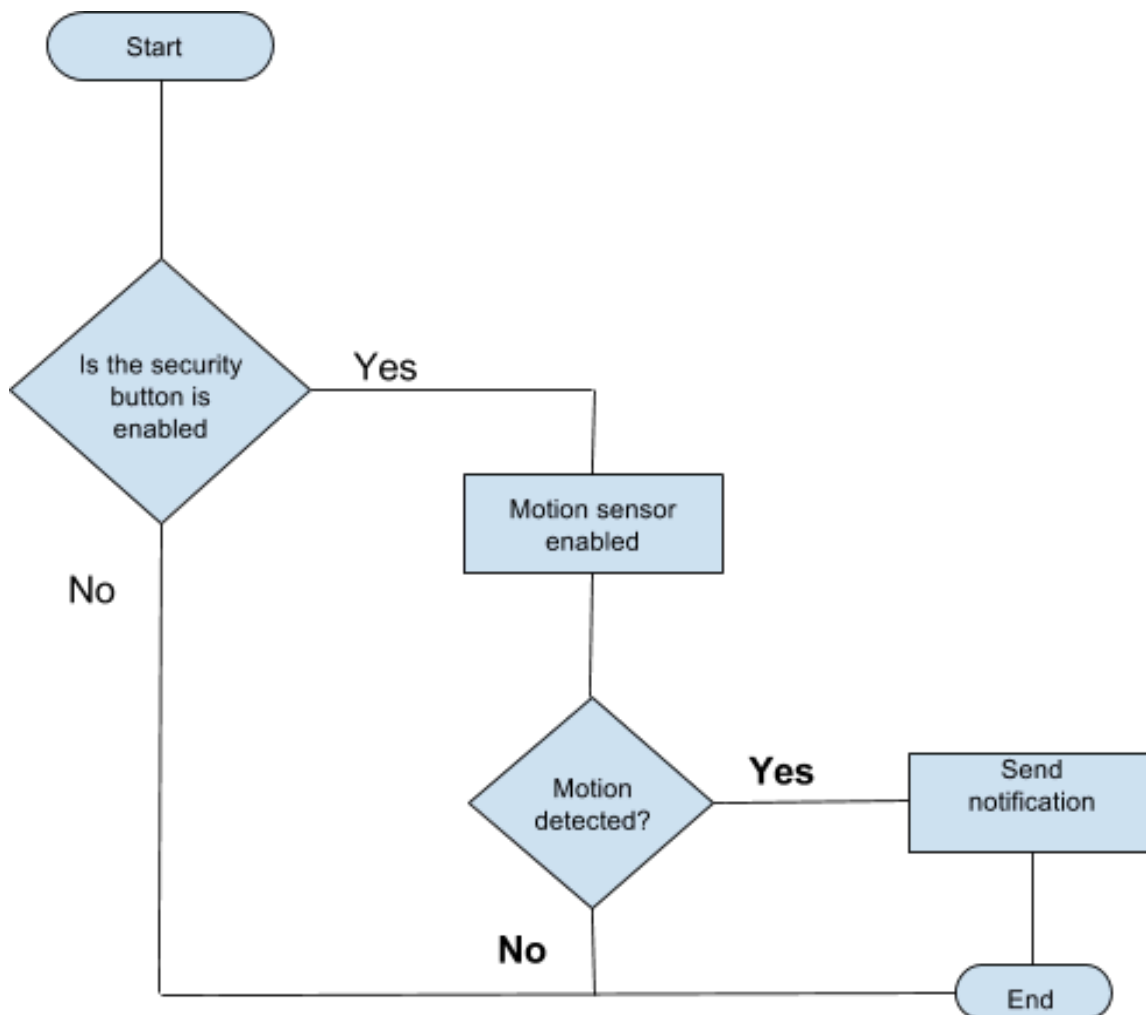 Start
Is the security
button is
enabled
Yes
No
Motion sensor
enabled
Motion
detected?
Yes
Send
notification
No
End